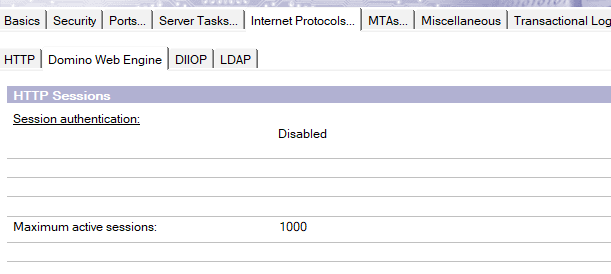 Basics Security Ports... Server Tasks... Internet Protocols... MTAs... Miscellaneous Transactional Log
HTTP Domino Web Engine DIIOP LDAP
HTTP Sessions
Session authentication:
Disabled
Maximum active sessions: 1000